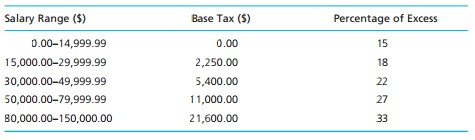 Salary Range ($) Base Tax ($) Percentage of Excess
0.00–14,999.99 0.00 15
15,000.00–29,999.99 2,250.00 18
30,000.00–49,999.99 5,400.00 22
50,000.00–79,999.99 11,000.00 27
80,000.00–150,000.00 21,600.00 33